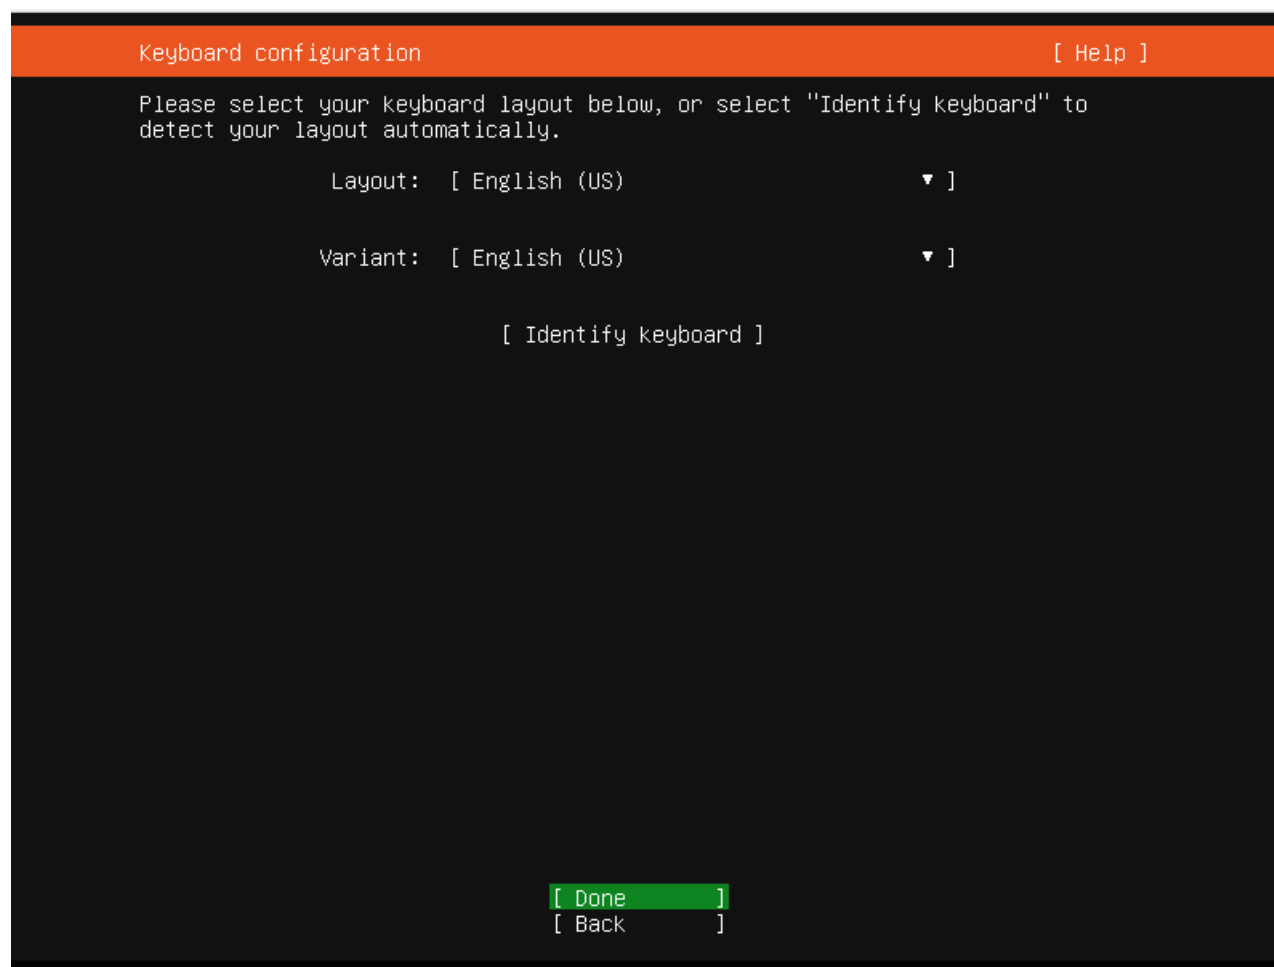 Keyboard configuration [ Help ]
Please select your keyboard layout below, or select "Identify keyboard" to
detect your layout automatically.
Layout: [ English (US) ▾ ]
Variant: [ English (US) ▾ ]
[ Identify keyboard ]
[ Done ]
[ Back ]